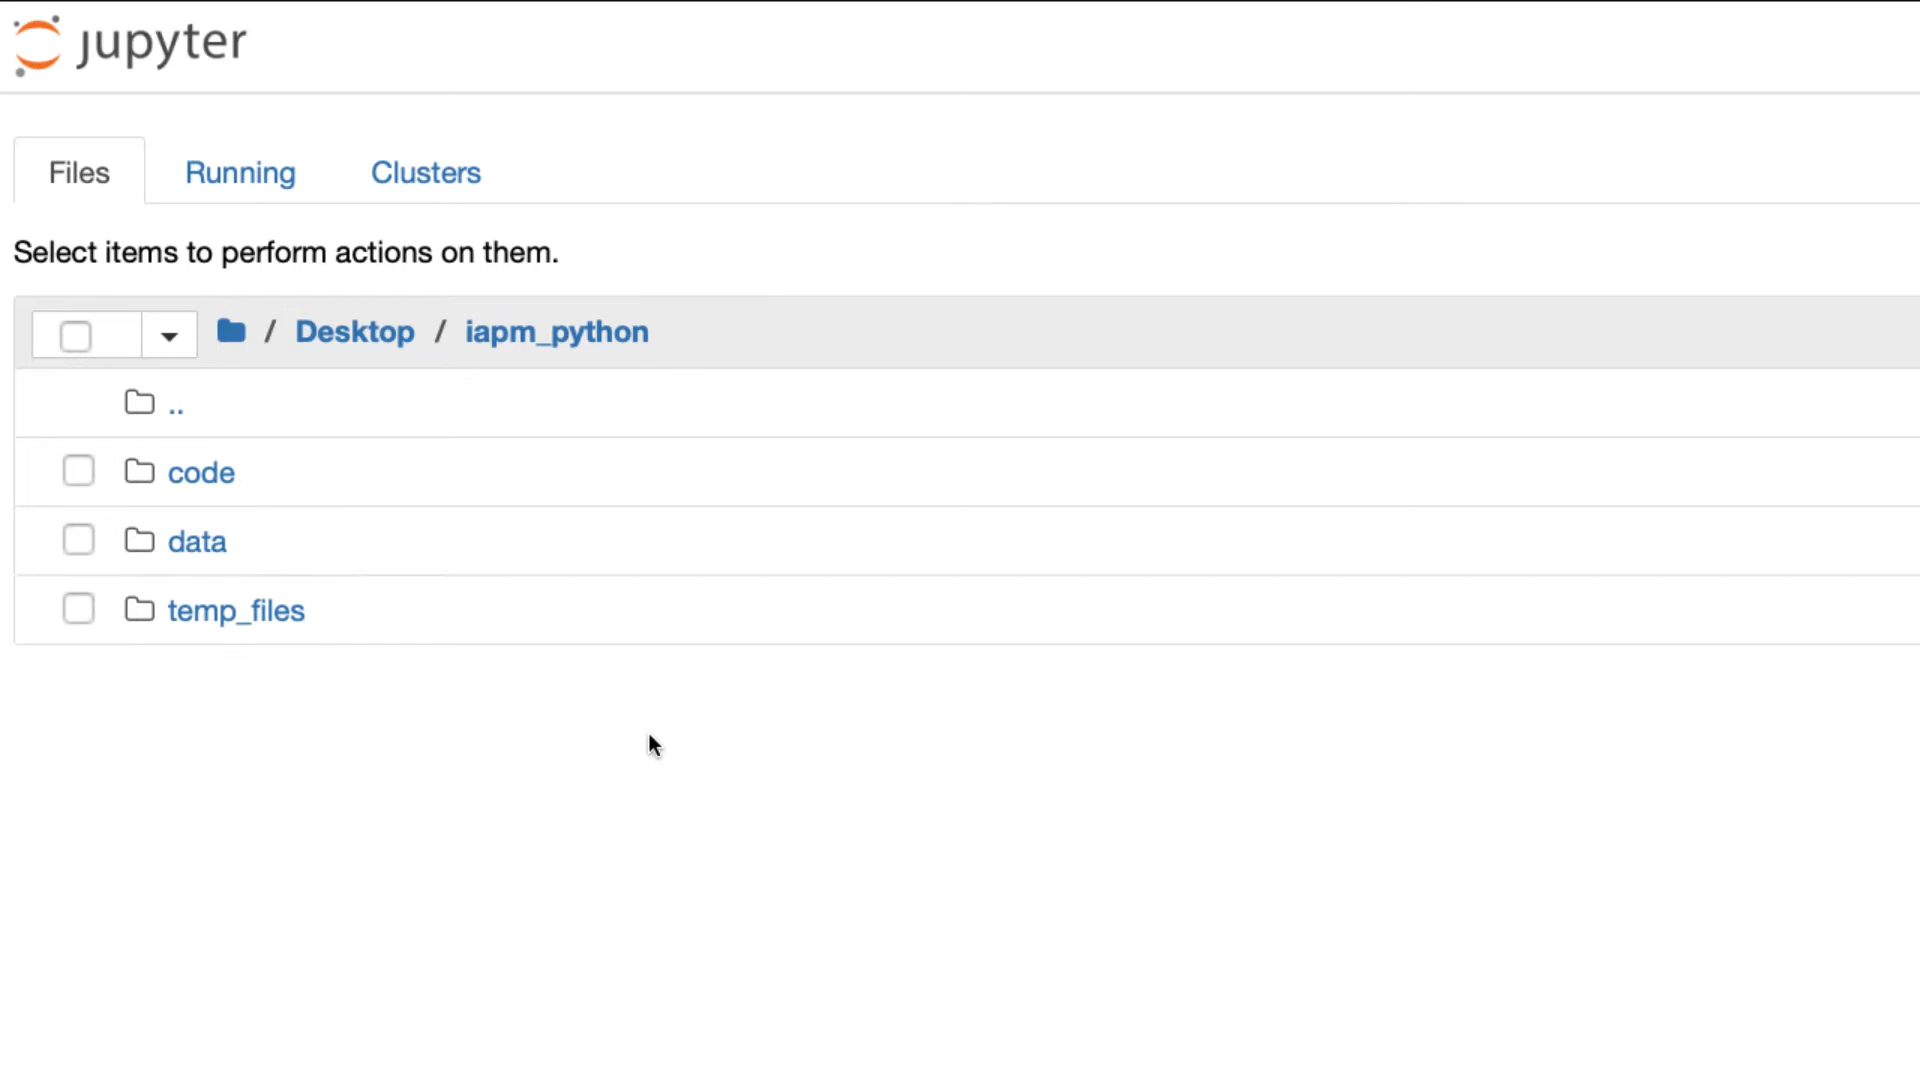 jupyter
Files Running Clusters
Select items to perform actions on them.
/ Desktop / iapm_python
..
code
data
temp_files